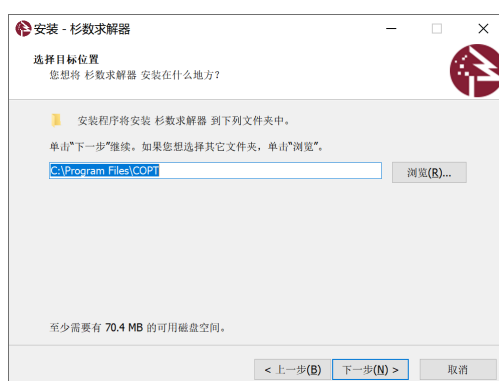 安装 - 杉数求解器
选择目标位置
您想将 杉数求解器 安装在什么地方？
安装程序将安装 杉数求解器 到下列文件夹中。
单击“下一步”继续。如果您想选择其它文件夹，单击“浏览”。
C:\Program Files\COPT
浏览(R)...
至少需要有 70.4 MB 的可用磁盘空间。
< 上一步(B) 下一步(N) > 取消